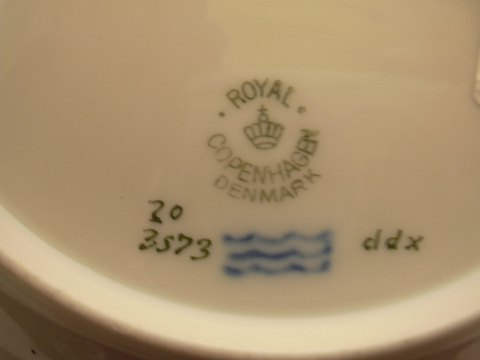 ROYAL
COPENHAGEN
DENMARK
20
3573
ddx